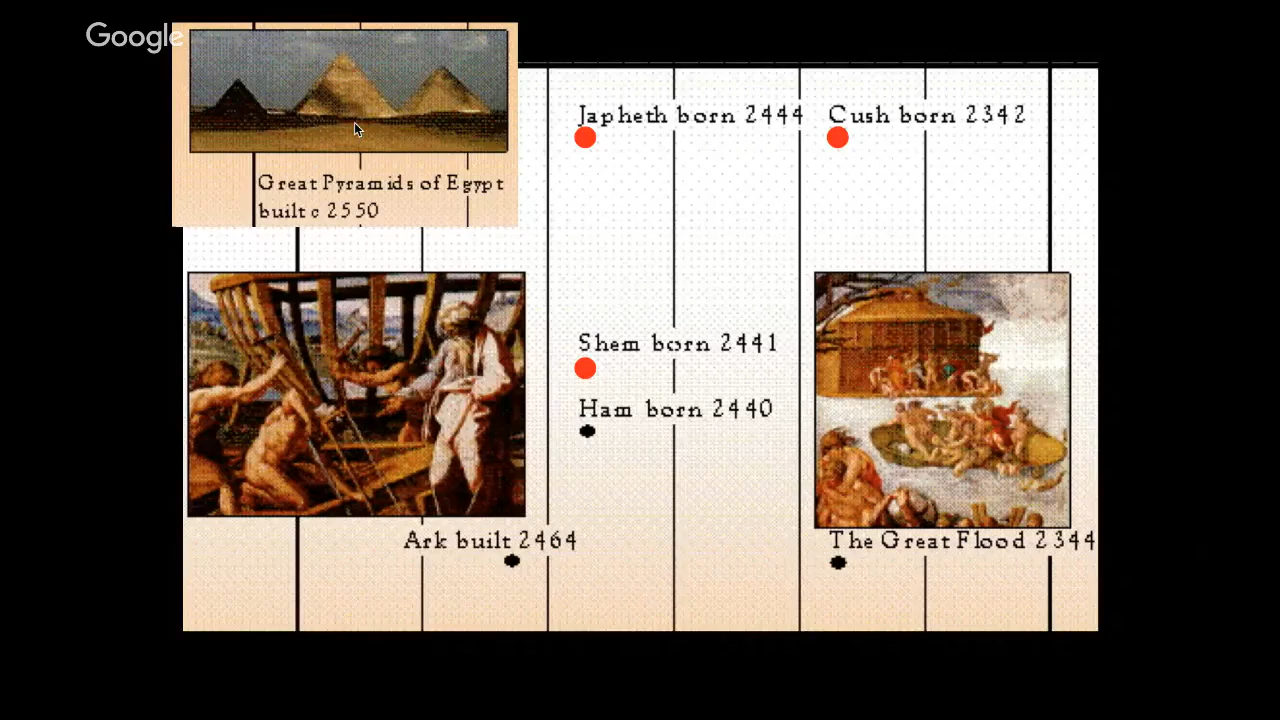 Google
Great Pyramids of Egypt
built c 2550
Japheth born 2444
Cush born 2342
Shem born 2441
Ham born 2440
Ark built 2464
The Great Flood 2344